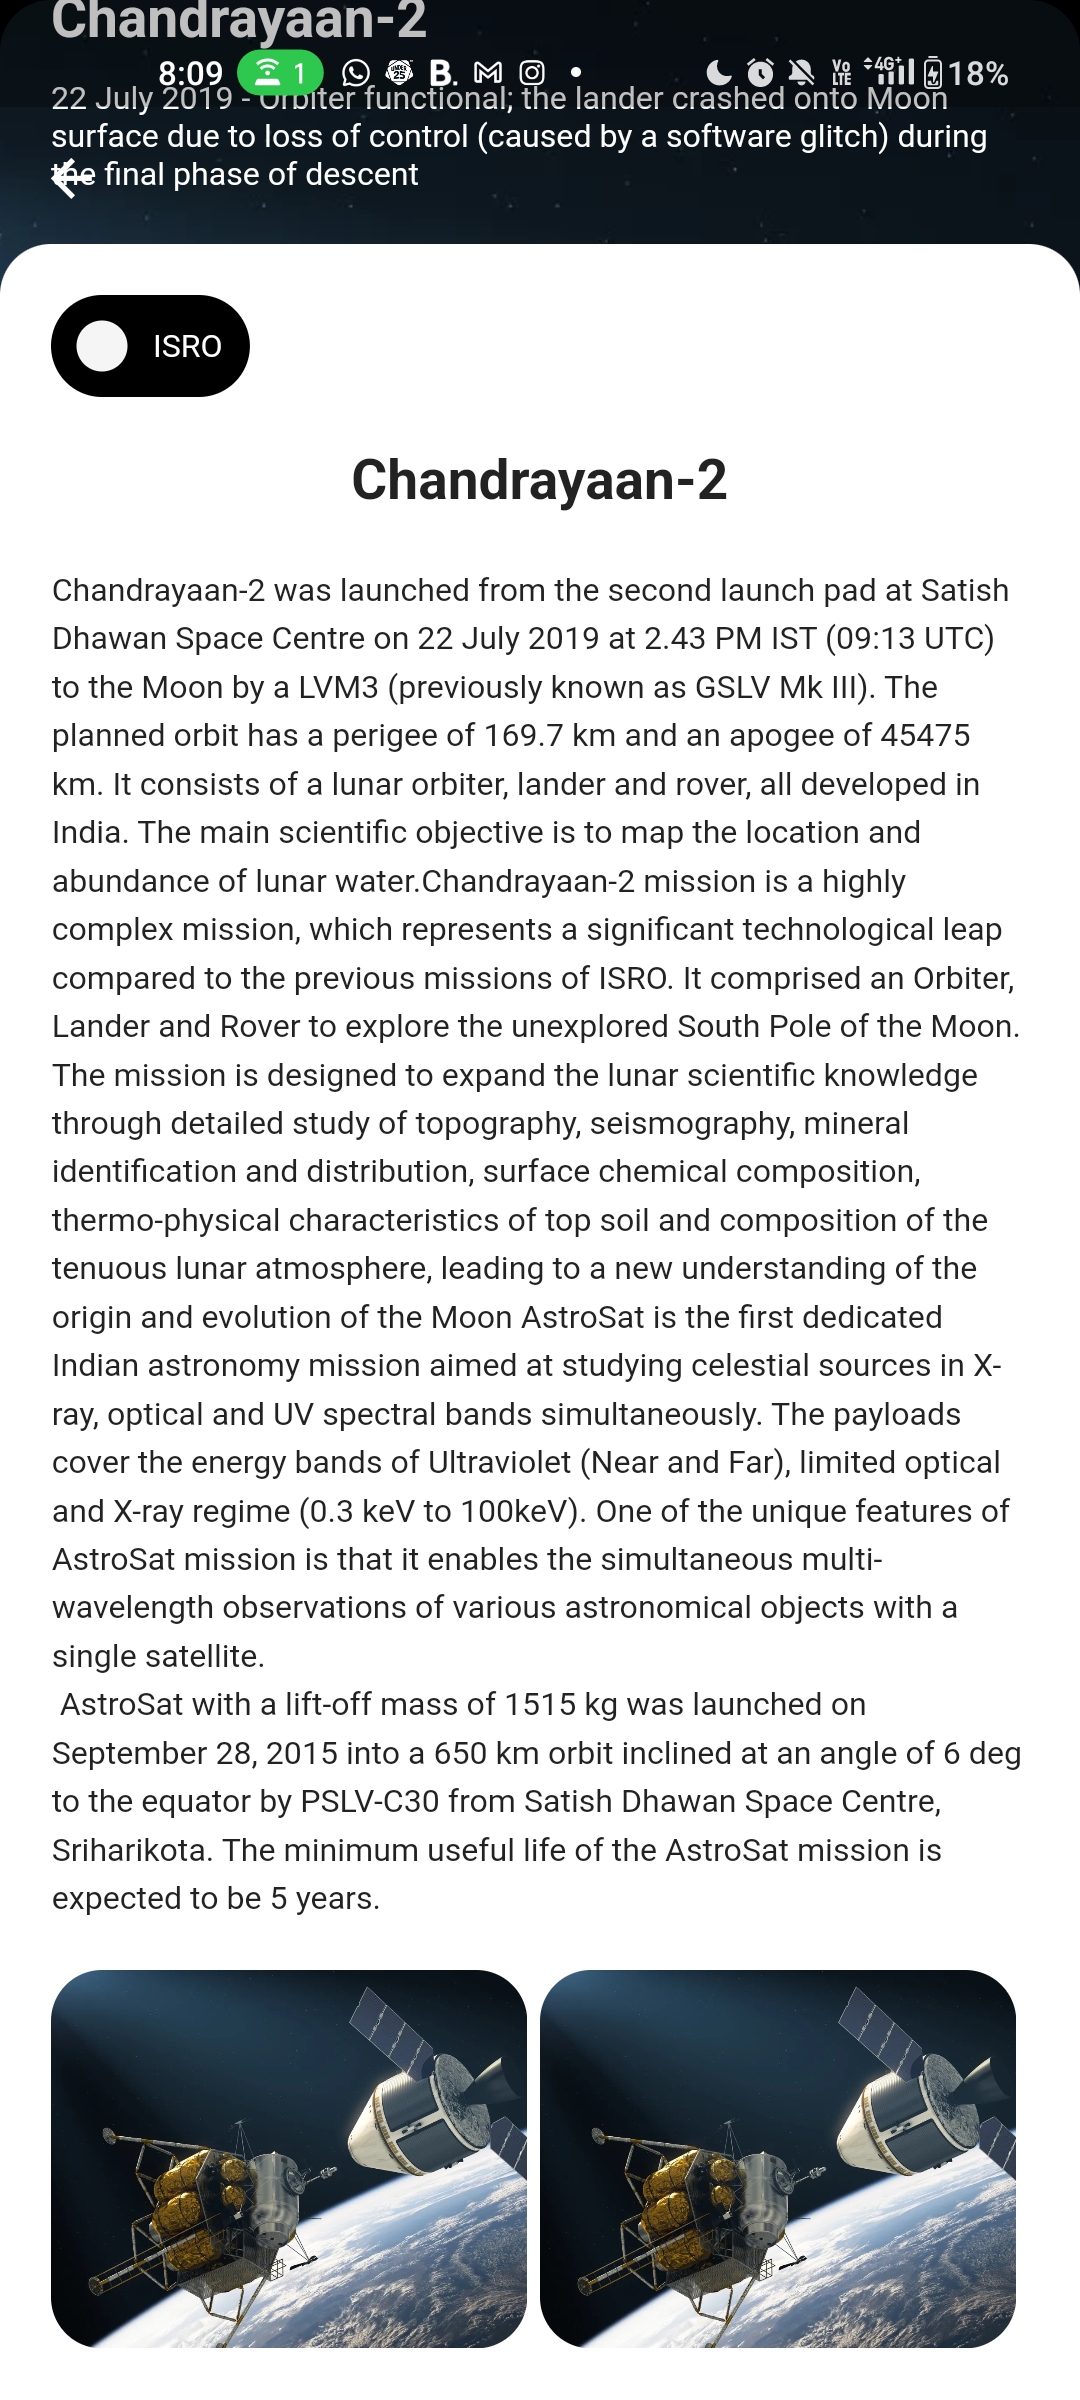 Chandrayaan-2
8:09 1 UNDER 25 B. Vo LTE 4G+ 18%
22 July 2019 - Orbiter functional; the lander crashed onto Moon
surface due to loss of control (caused by a software glitch) during
the final phase of descent
ISRO
Chandrayaan-2
Chandrayaan-2 was launched from the second launch pad at Satish
Dhawan Space Centre on 22 July 2019 at 2.43 PM IST (09:13 UTC)
to the Moon by a LVM3 (previously known as GSLV Mk III). The
planned orbit has a perigee of 169.7 km and an apogee of 45475
km. It consists of a lunar orbiter, lander and rover, all developed in
India. The main scientific objective is to map the location and
abundance of lunar water.Chandrayaan-2 mission is a highly
complex mission, which represents a significant technological leap
compared to the previous missions of ISRO. It comprised an Orbiter,
Lander and Rover to explore the unexplored South Pole of the Moon.
The mission is designed to expand the lunar scientific knowledge
through detailed study of topography, seismography, mineral
identification and distribution, surface chemical composition,
thermo-physical characteristics of top soil and composition of the
tenuous lunar atmosphere, leading to a new understanding of the
origin and evolution of the Moon AstroSat is the first dedicated
Indian astronomy mission aimed at studying celestial sources in X-
ray, optical and UV spectral bands simultaneously. The payloads
cover the energy bands of Ultraviolet (Near and Far), limited optical
and X-ray regime (0.3 keV to 100keV). One of the unique features of
AstroSat mission is that it enables the simultaneous multi-
wavelength observations of various astronomical objects with a
single satellite.
AstroSat with a lift-off mass of 1515 kg was launched on
September 28, 2015 into a 650 km orbit inclined at an angle of 6 deg
to the equator by PSLV-C30 from Satish Dhawan Space Centre,
Sriharikota. The minimum useful life of the AstroSat mission is
expected to be 5 years.